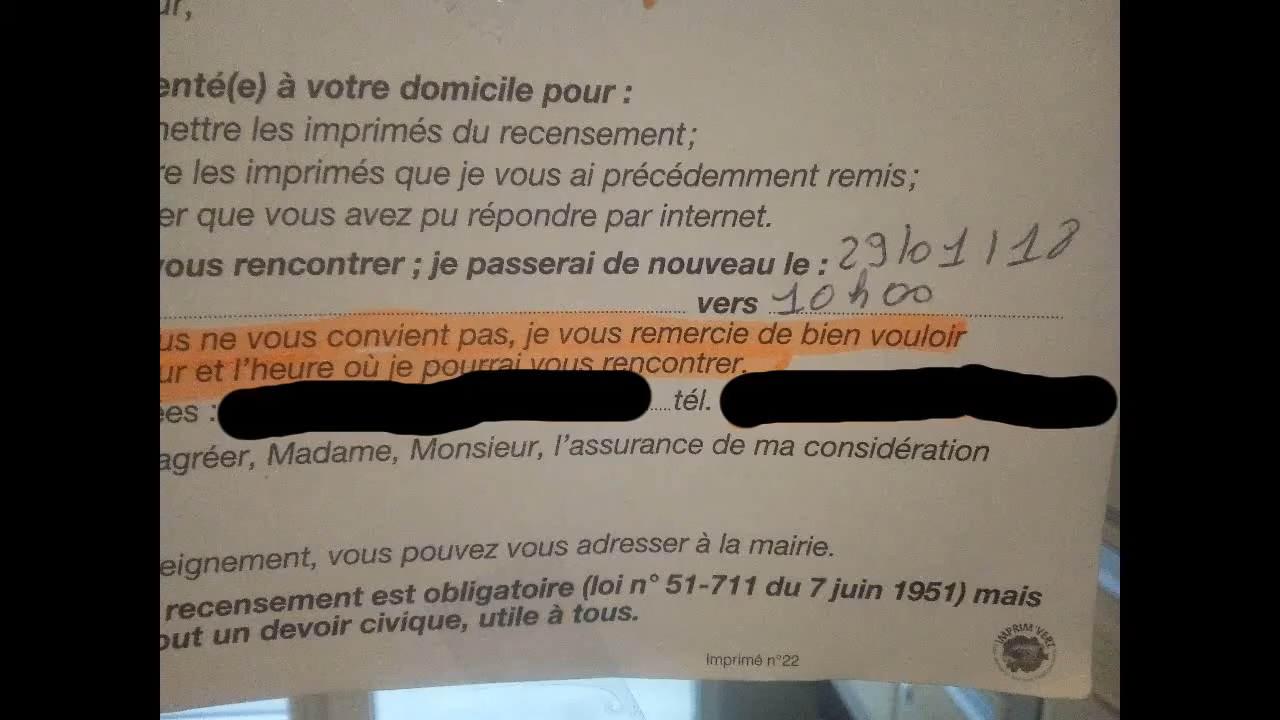 ur,
enté(e) à votre domicile pour :
ettre les imprimés du recensement;
re les imprimés que je vous ai précédemment remis;
er que vous avez pu répondre par internet.
vous rencontrer ; je passerai de nouveau le : 29/01/18
vers 10h00
us ne vous convient pas, je vous remercie de bien vouloir
ur et l'heure où je pourrai vous rencontrer.
ées : tél.
agréer, Madame, Monsieur, l'assurance de ma considération
eignement, vous pouvez vous adresser à la mairie.
recensement est obligatoire (loi n° 51-711 du 7 juin 1951) mais
out un devoir civique, utile à tous.
Imprimé n°22
IMPRIM'VERT